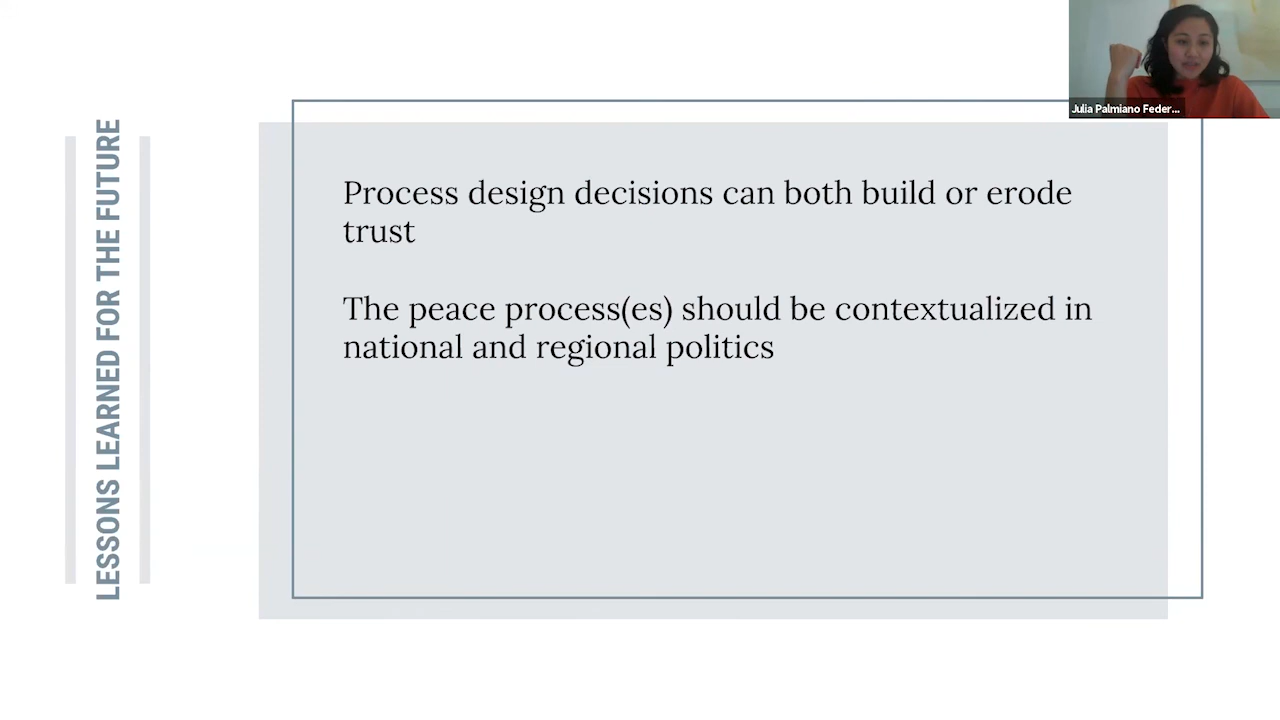 LESSONS LEARNED FOR THE FUTURE
Process design decisions can both build or erode
trust
The peace process(es) should be contextualized in
national and regional politics
Julia Palmiano Feder...